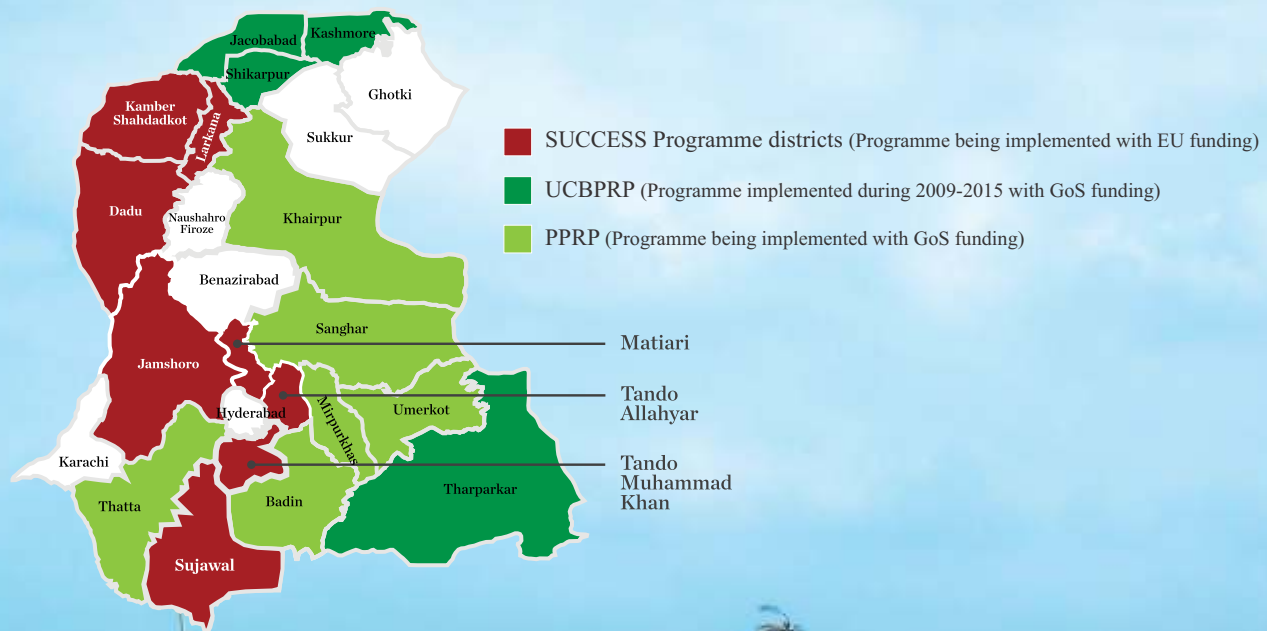 Jacobabad
Kashmore
Shikarpur
Ghotki
Kamber
Shahdadkot
Larkana
Sukkur
Dadu
Naushahro
Firoze
Khairpur
Benazirabad
Sanghar
Jamshoro
Hyderabad
Mirpurkhas
Umerkot
Karachi
Thatta
Badin
Tharparkar
Sujawal
Matiari
Tando
Allahyar
Tando
Muhammad
Khan
SUCCESS Programme districts (Programme being implemented with EU funding)
UCBPRP (Programme implemented during 2009-2015 with GoS funding)
PPRP (Programme being implemented with GoS funding)